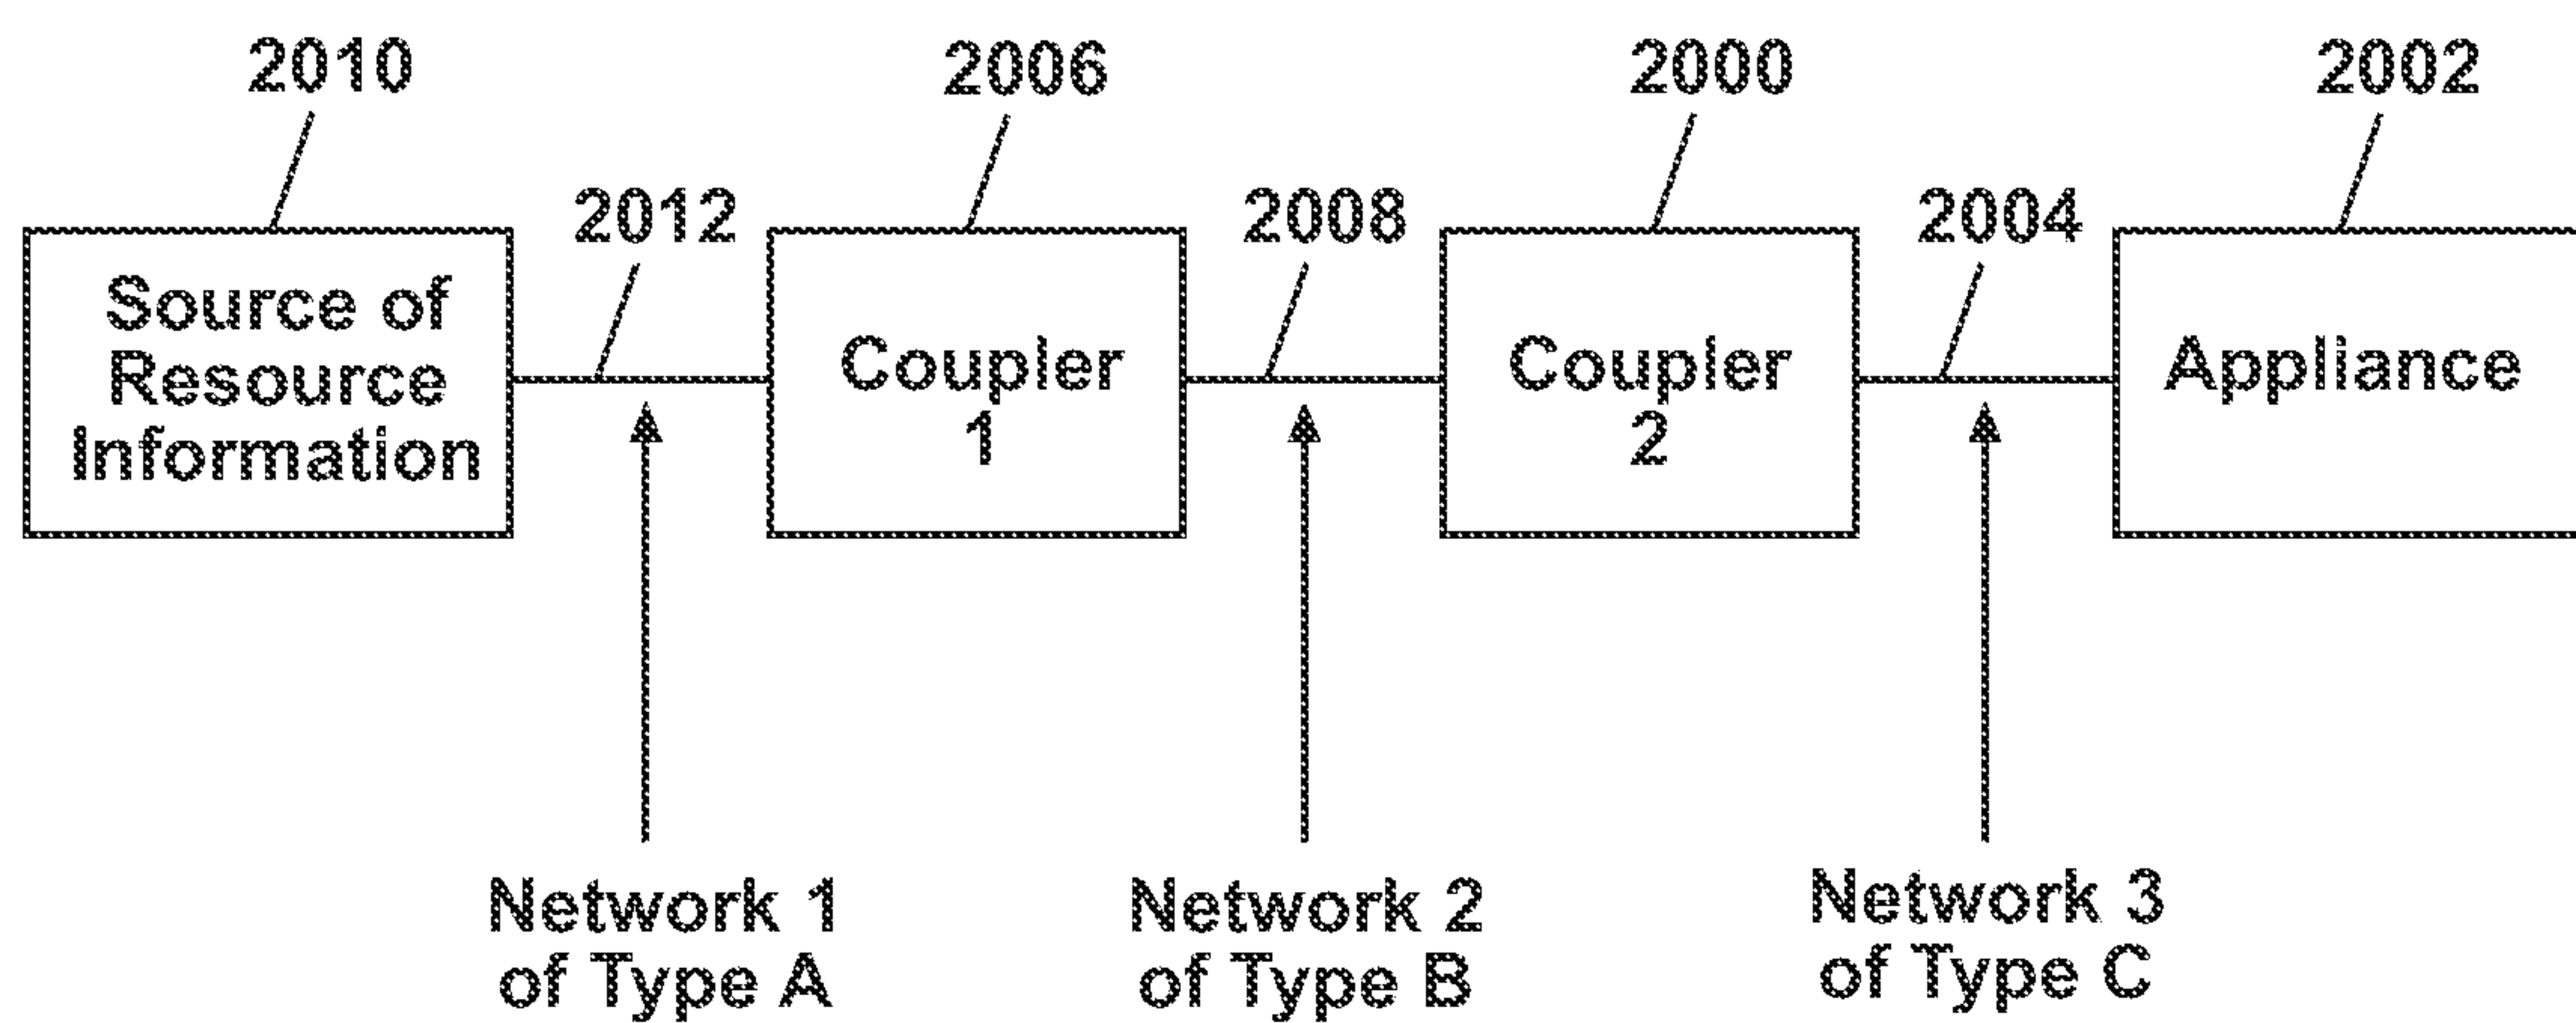 2010
2006
2000
2002
2012
2008
2004
Source of
Resource
Information
Coupler
1
Coupler
2
Appliance
Network 1
of Type A
Network 2
of Type B
Network 3
of Type C